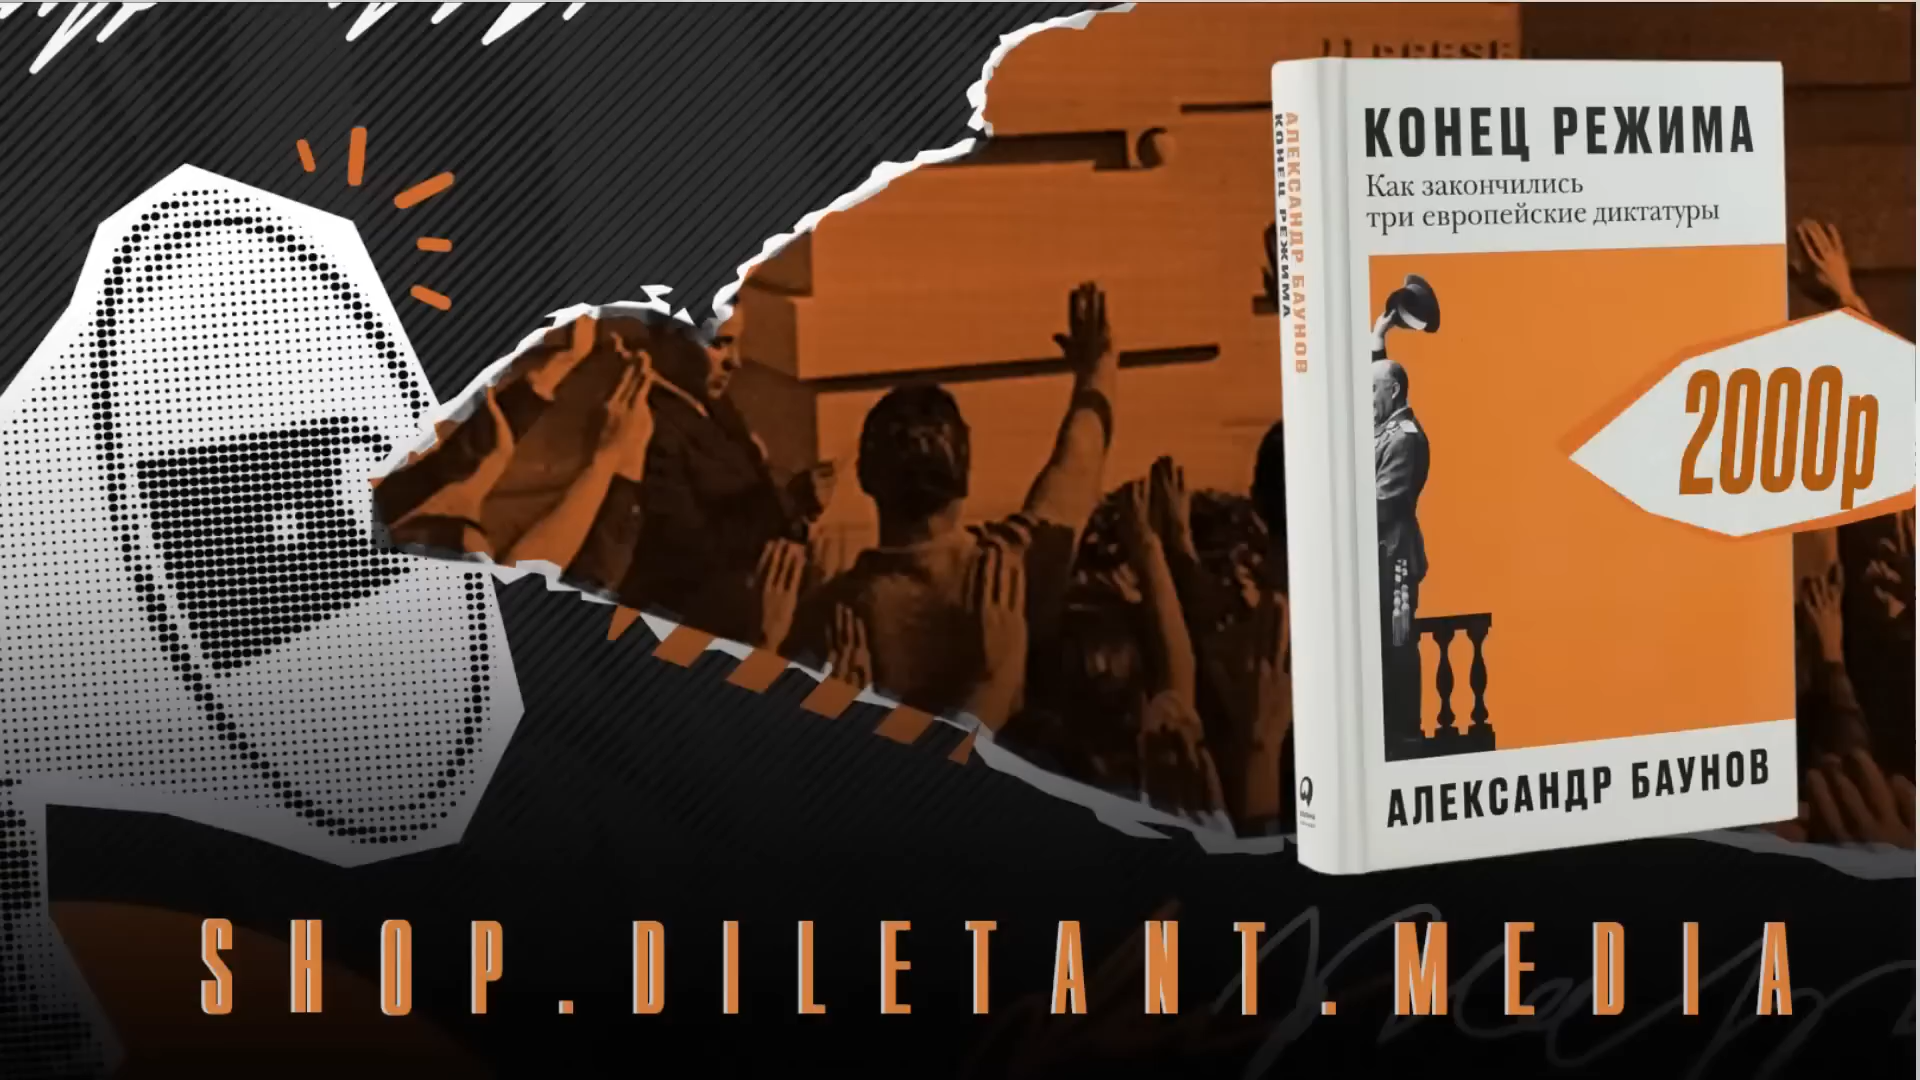 КОНЕЦ РЕЖИМА
Как закончились
три европейские диктатуры
АЛЕКСАНДР БАУНОВ
КОНЕЦ РЕЖИМА
2000р
АЛЕКСАНДР БАУНОВ
SHOP.DILETANT.MEDIA